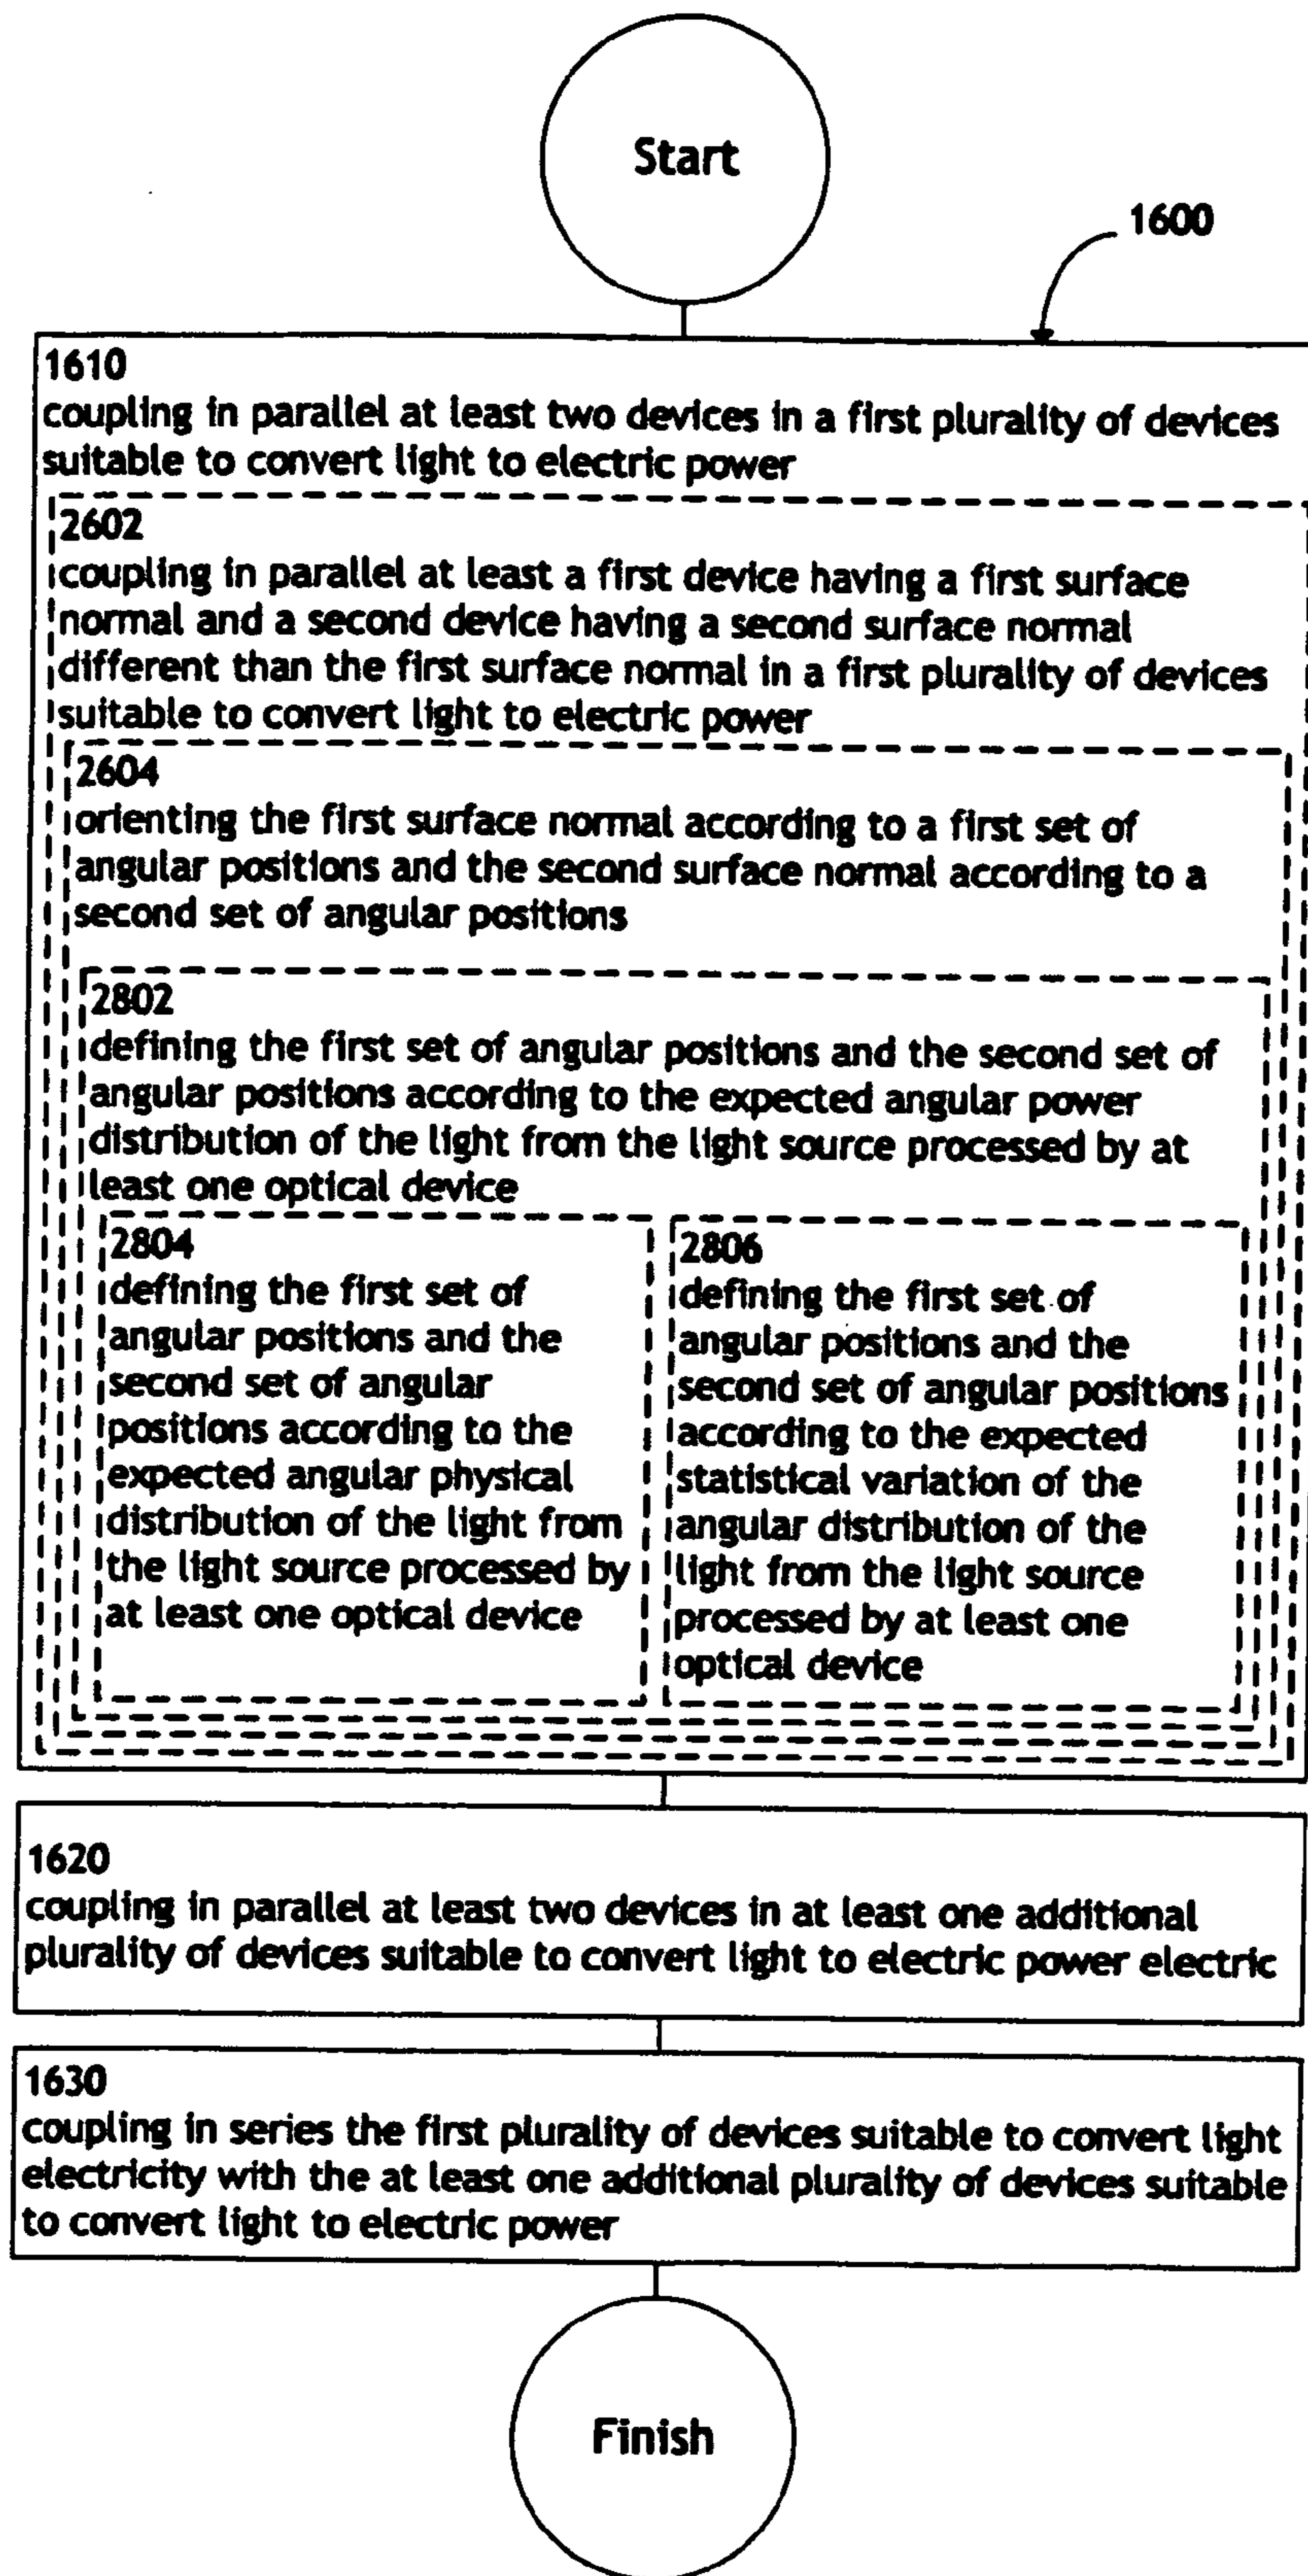 Start
1600
1610
coupling in parallel at least two devices in a first plurality of devices
suitable to convert light to electric power
2602
coupling in parallel at least a first device having a first surface
normal and a second device having a second surface normal
different than the first surface normal in a first plurality of devices
suitable to convert light to electric power
2604
orienting the first surface normal according to a first set of
angular positions and the second surface normal according to a
second set of angular positions
2802
defining the first set of angular positions and the second set of
angular positions according to the expected angular power
distribution of the light from the light source processed by at
least one optical device
2804
defining the first set of
angular positions and the
second set of angular
positions according to the
expected angular physical
distribution of the light from
the light source processed by
at least one optical device
2806
defining the first set of
angular positions and the
second set of angular positions
according to the expected
statistical variation of the
angular distribution of the
light from the light source
processed by at least one
optical device
1620
coupling in parallel at least two devices in at least one additional
plurality of devices suitable to convert light to electric power electric
1630
coupling in series the first plurality of devices suitable to convert light
electricity with the at least one additional plurality of devices suitable
to convert light to electric power
Finish